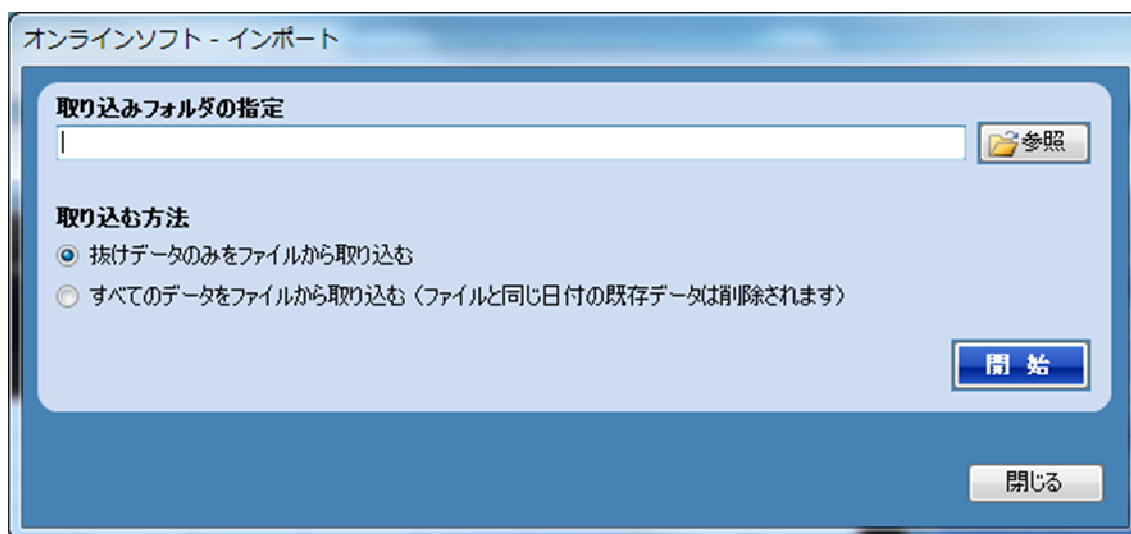 オンラインソフト - インポート
取り込みフォルダの指定
参照
取り込む方法
抜けデータのみをファイルから取り込む
すべてのデータをファイルから取り込む（ファイルと同じ日付の既存データは削除されます）
開 始
閉じる